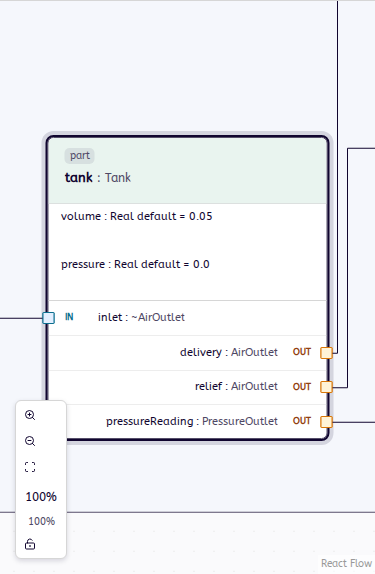 part
tank : Tank
volume : Real default = 0.05
pressure : Real default = 0.0
IN inlet : ~AirOutlet
delivery : AirOutlet OUT
relief : AirOutlet OUT
pressureReading : PressureOutlet OUT
100%
100%
React Flow